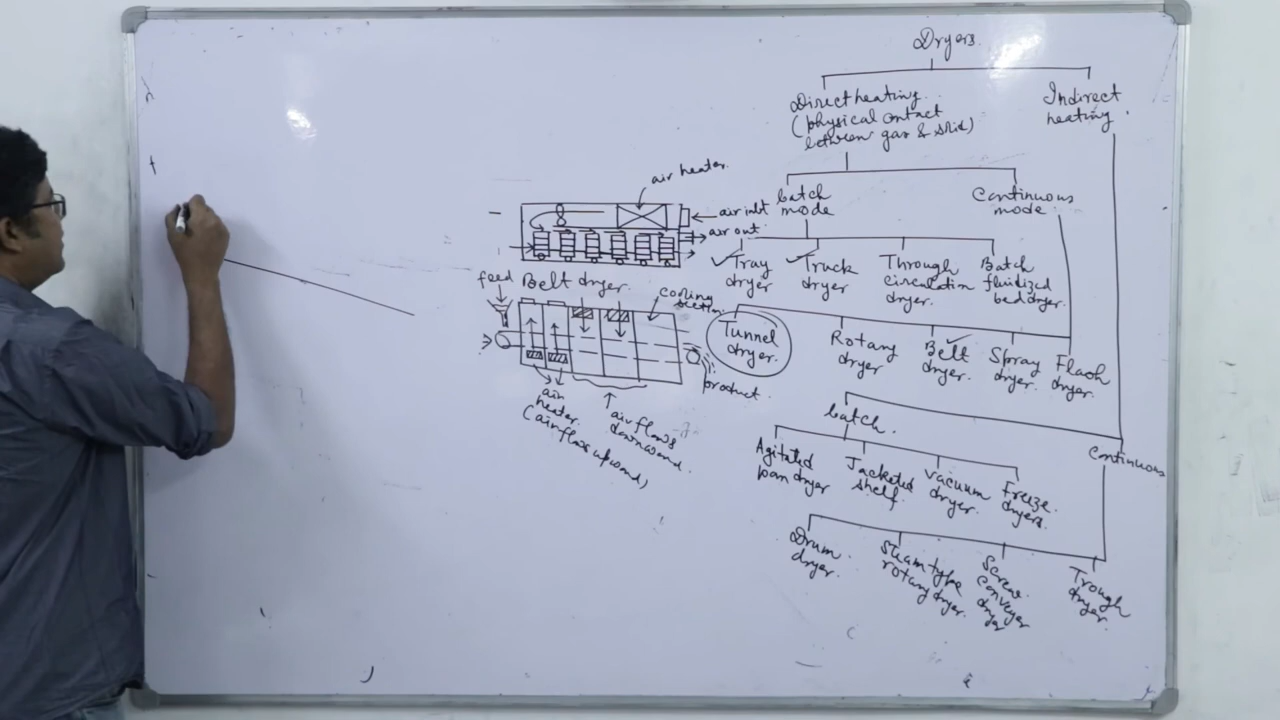 Dryers.
Direct heating.
(physical contact
between gas & solid)
Indirect
heating.
batch
mode
Continuous
mode
Tray
dryer
Truck
dryer
Through
circulation
dryer.
Batch
fluidized
bed dryer.
Tunnel
dryer.
Rotary
dryer
Belt
dryer.
Spray
dryer.
Flash
dryer.
batch.
Continuous
Agitated
pan dryer
Jacketed
shelf.
Vacuum
dryer.
Freeze
dryers.
Drum
dryer.
Steam type
rotary dryer.
Screw
conveyer
dryer
Trough
dryer.
air heater.
air inlet
air out
feed
Belt dryer.
cooling
section
product.
air
heater.
(air flows upward)
air flows
downward.